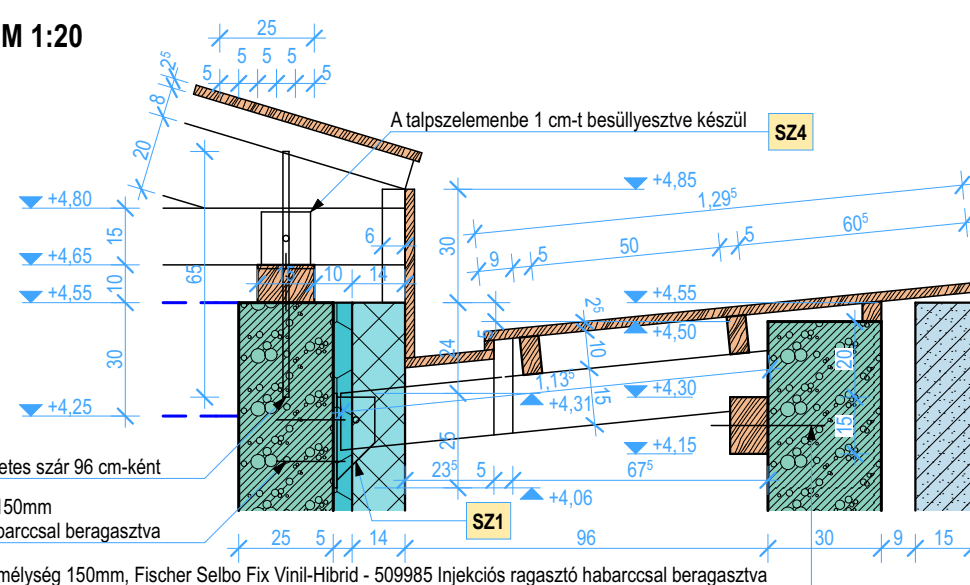 M 1:20
25
5 5 5
5 5
2⁵
8
20
A talpszelemenbe 1 cm-t besüllyesztve készül
SZ4
+4,80
+4,65
+4,55
+4,25
15
10
30
65
15 10 14
6
30
+4,85
1,29⁵
9 5 50 5 60⁵
2⁵
+4,55
+4,50
5
24
10
1,13⁵
15
+4,31
+4,30
20
15
+4,15
25
23⁵ 5 67⁵
+4,06
etes szár 96 cm-ként
150mm
barccsal beragasztva
SZ1
25 5 14 96 30 9 15
mélység 150mm, Fischer Selbo Fix Vinil-Hibrid - 509985 Injekciós ragasztó habarccsal beragasztva